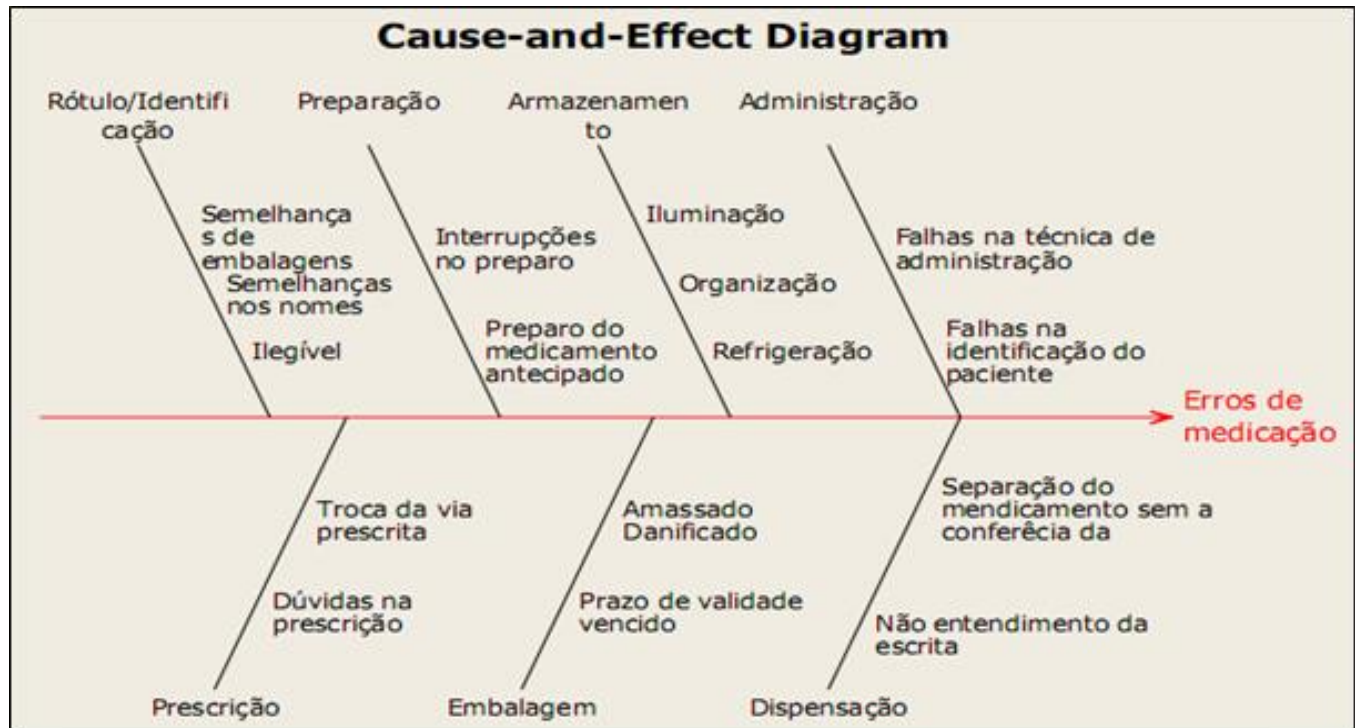 Cause-and-Effect Diagram
Rótulo/Identifi
cação
Preparação
Armazenamen
to
Administração
Semelhança
s de
embalagens
Semelhanças
nos nomes
Ilegível
Interrupções
no preparo
Preparo do
medicamento
antecipado
Iluminação
Organização
Refrigeração
Falhas na técnica de
administração
Falhas na
identificação do
paciente
Erros de
medicação
Troca da via
prescrita
Dúvidas na
prescrição
Prescrição
Amassado
Danificado
Prazo de validade
vencido
Embalagem
Separação do
mendicamento sem a
conferêcia da
Não entendimento da
escrita
Dispensação